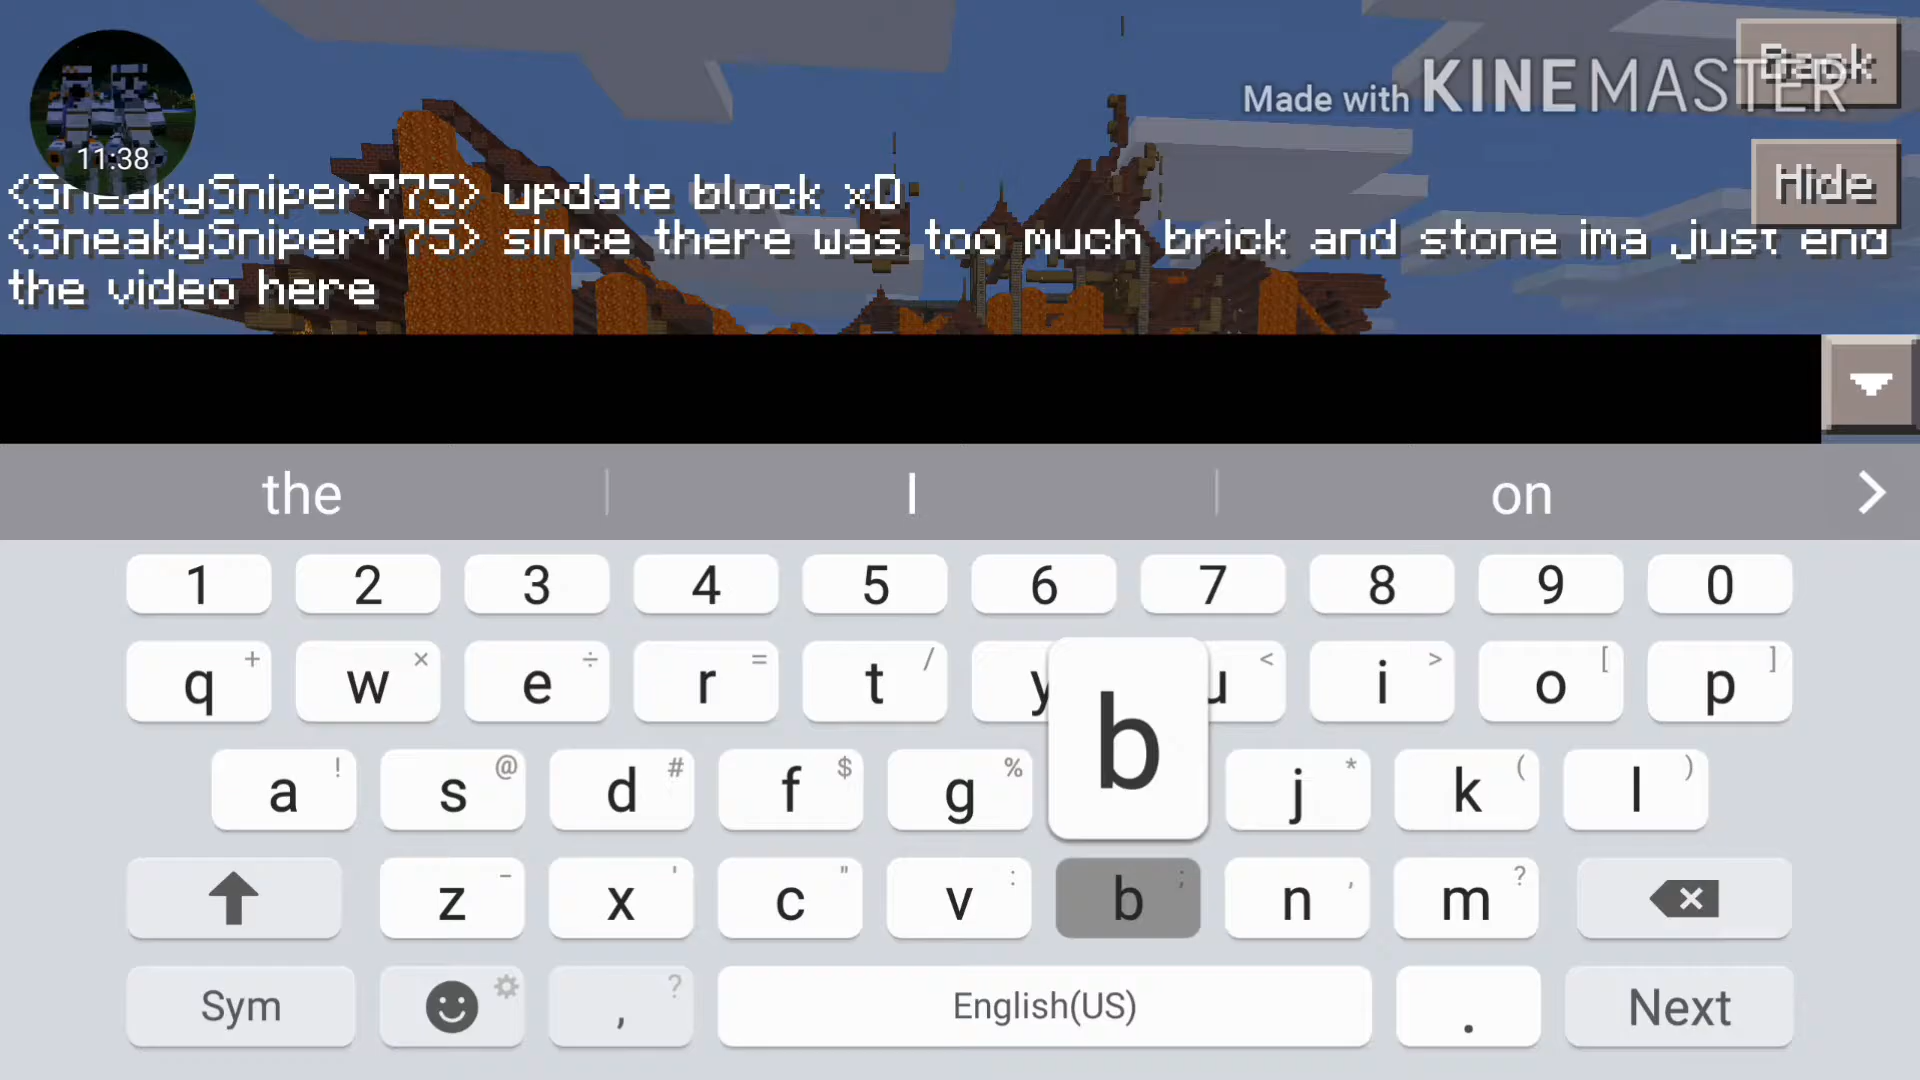 Made with KINEMASTER
Back
11:38
Hide
<SneakySniper775> update block xD
<SneakySniper775> since there was too much brick and stone ima just end
the video here
the I on
1 2 3 4 5 6 7 8 9 0
q + w × e ÷ r = t / y u < i > o [ p ]
b
a ! s @ d # f $ g % j * k ( l )
z - x ' c " v : b ; n , m ?
Sym , ? English(US) . Next